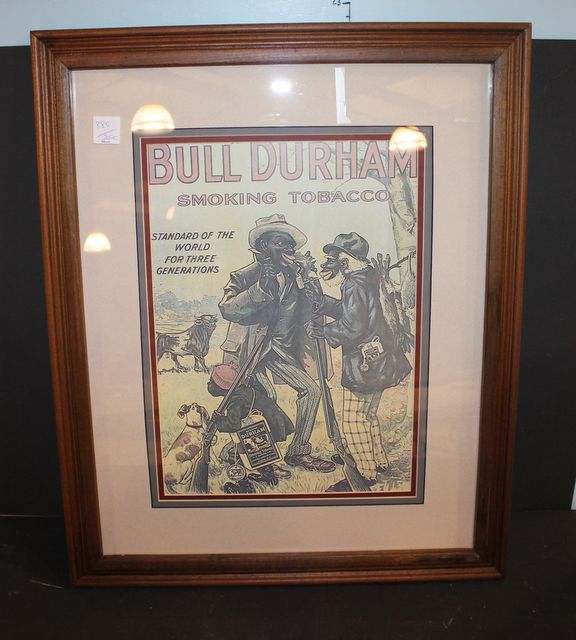 BULL DURHAM
SMOKING TOBACCO
STANDARD OF THE
WORLD
FOR THREE
GENERATIONS
DURHAM